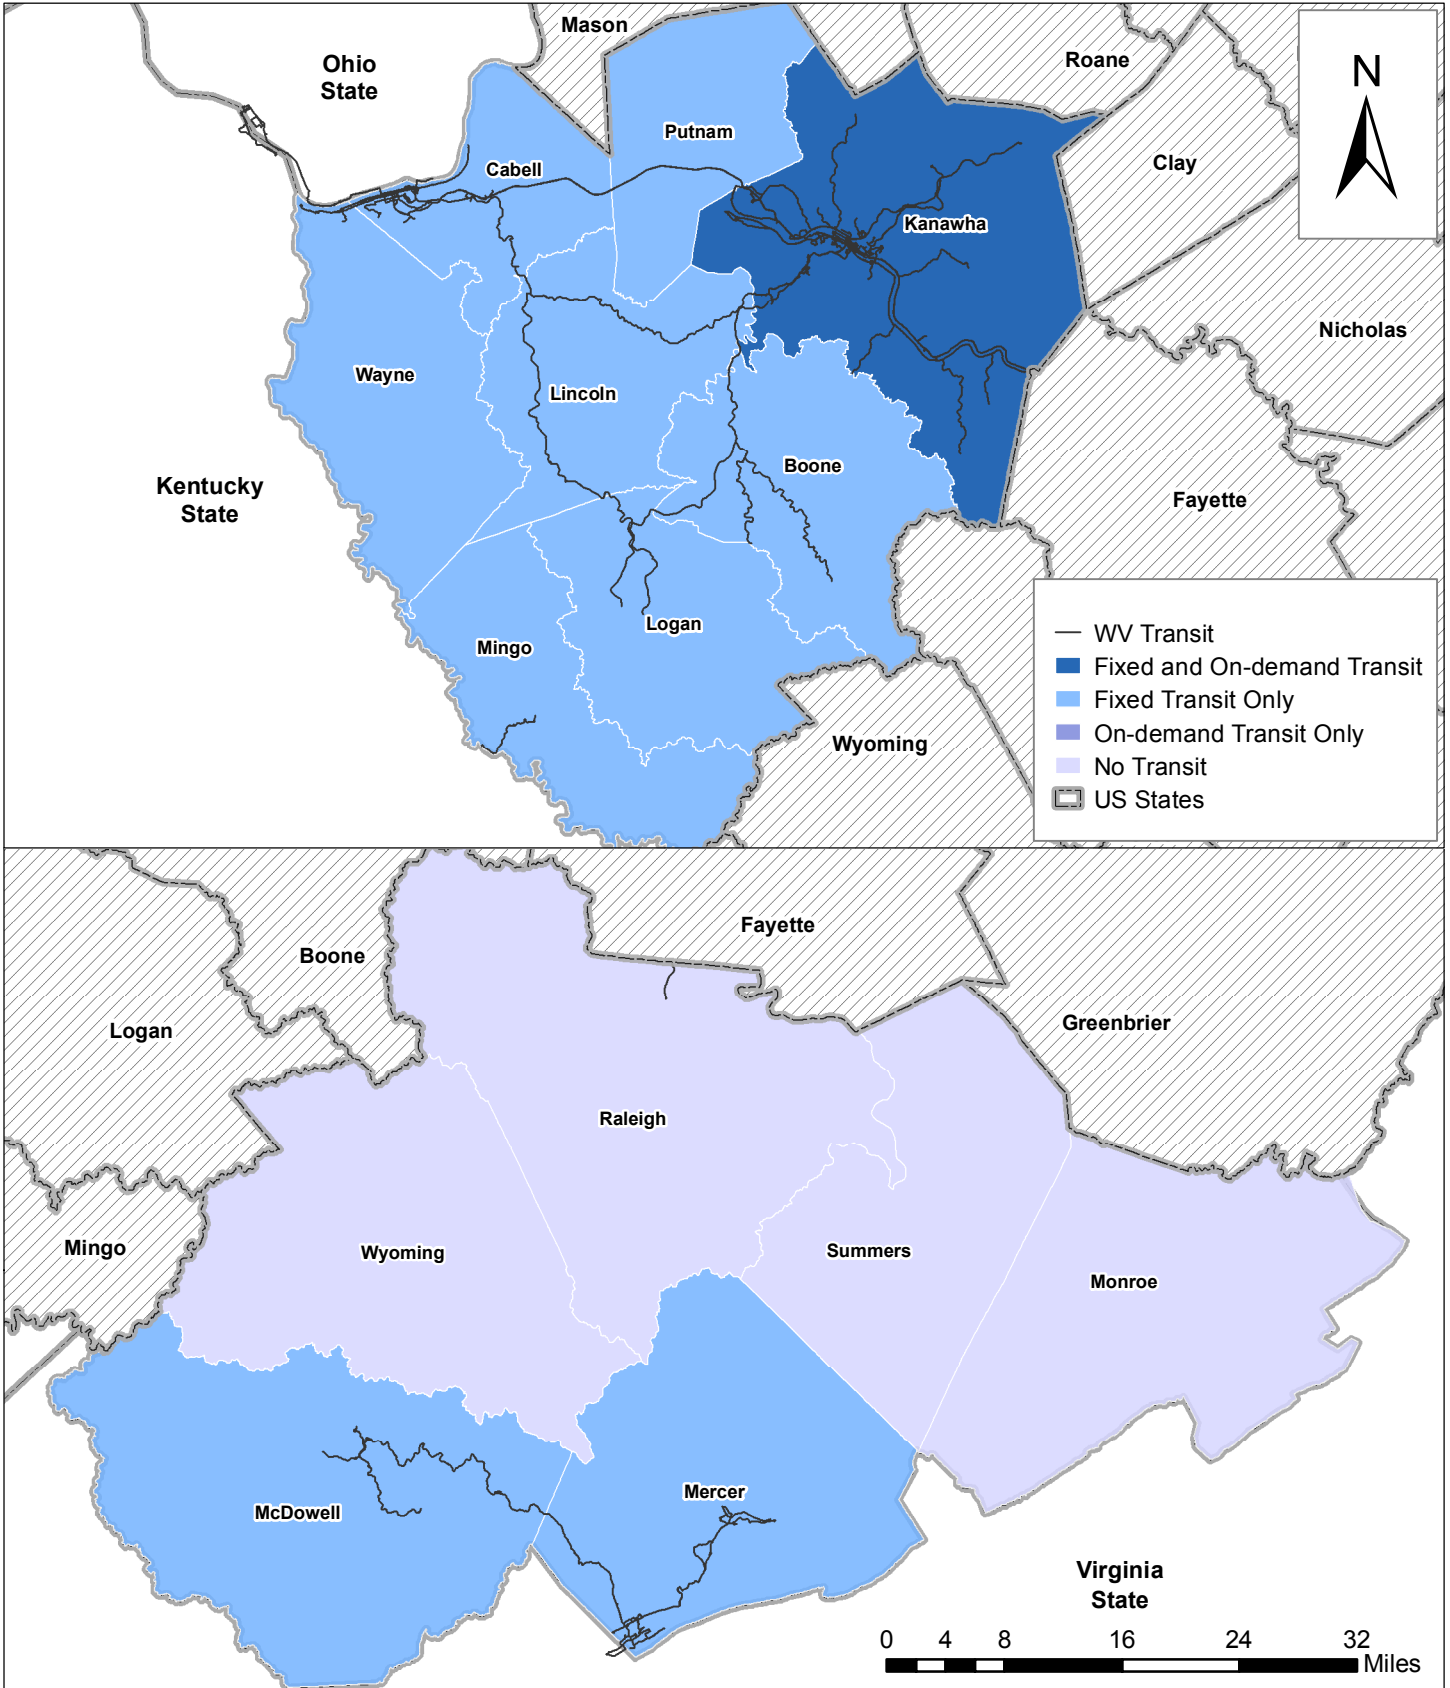 Mason
Ohio
State
Roane
N
Putnam
Cabell
Clay
Kanawha
Nicholas
Wayne
Lincoln
Boone
Kentucky
State
Fayette
Logan
Mingo
Wyoming
WV Transit
Fixed and On-demand Transit
Fixed Transit Only
On-demand Transit Only
No Transit
US States
Fayette
Boone
Logan
Greenbrier
Raleigh
Mingo
Wyoming
Summers
Monroe
McDowell
Mercer
Virginia
State
0 4 8 16 24 32
Miles